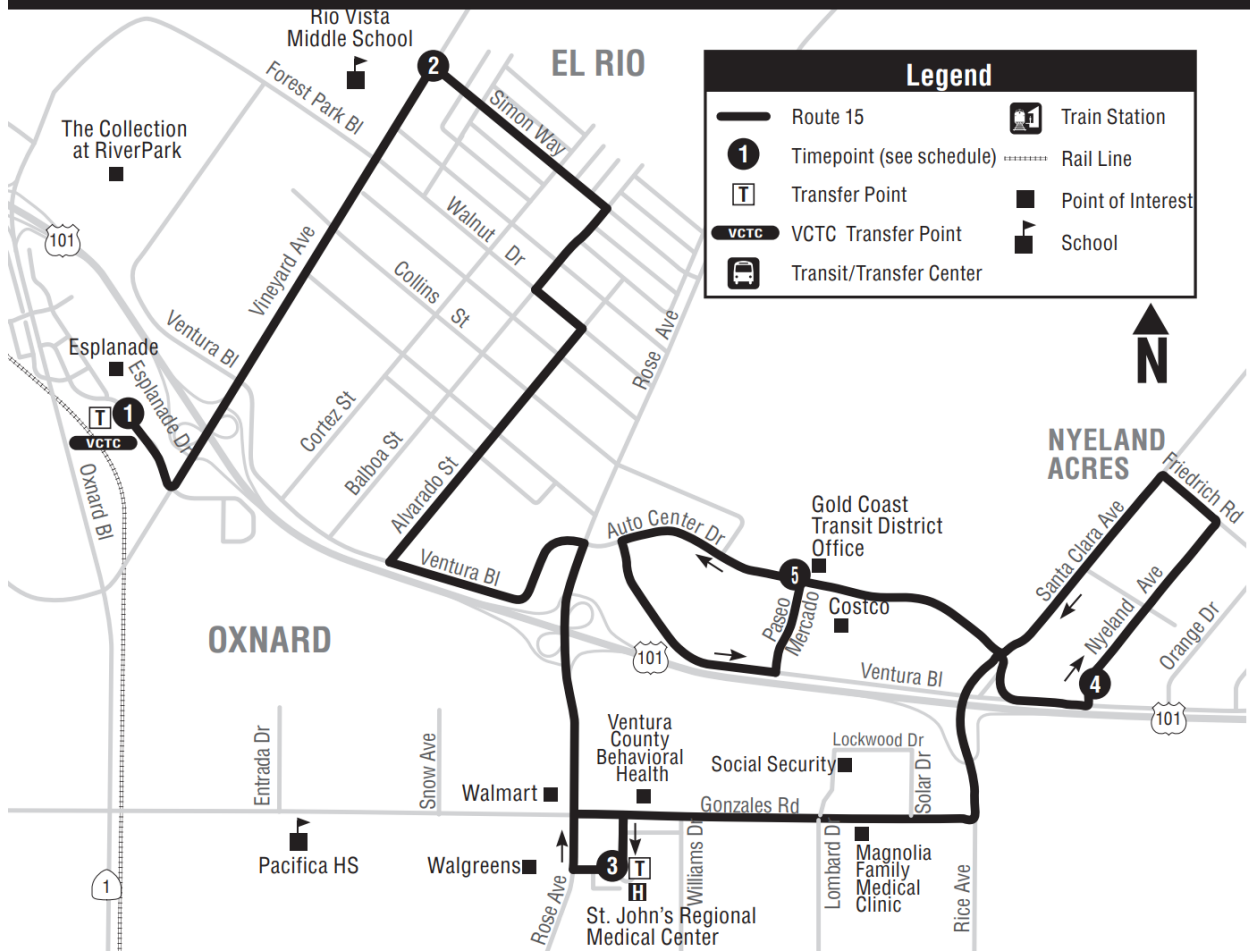 Rio Vista
Middle School
2
EL RIO
Forest Park Bl
Simon Way
The Collection
at RiverPark
101
Vineyard Ave
Walnut Dr
Collins St
Ventura Bl
Rose Ave
Esplanade
Esplanade Dr
T
1
VCTC
Oxnard Bl
Cortez St
Balboa St
Alvarado St
Ventura Bl
Legend
Route 15
1
Timepoint (see schedule)
T
Transfer Point
VCTC
VCTC Transfer Point
Transit/Transfer Center
Train Station
Rail Line
Point of Interest
School
N
NYELAND
ACRES
Friedrich Rd
Santa Clara Ave
Nyeland Ave
Orange Dr
4
101
Auto Center Dr
Gold Coast
Transit District
Office
5
Paseo
Mercado
Costco
101
Ventura Bl
OXNARD
Entrada Dr
Snow Ave
Ventura
County
Behavioral
Health
Lockwood Dr
Social Security
Solar Dr
Walmart
Gonzales Rd
Pacifica HS
Walgreens
3
T
H
Williams Dr
Lombard Dr
Magnolia
Family
Medical
Clinic
Rice Ave
1
Rose Ave
St. John's Regional
Medical Center